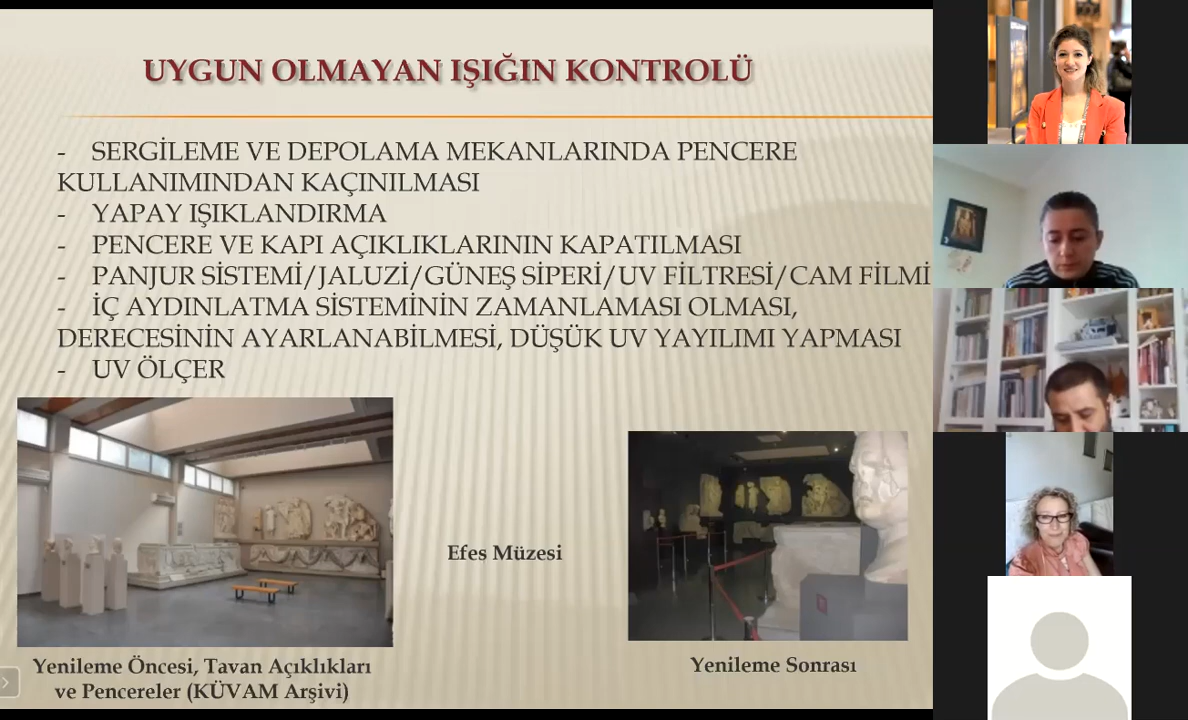 UYGUN OLMAYAN IŞIĞIN KONTROLÜ
- SERGİLEME VE DEPOLAMA MEKANLARINDA PENCERE
KULLANIMINDAN KAÇINILMASI
- YAPAY IŞIKLANDIRMA
- PENCERE VE KAPI AÇIKLIKLARININ KAPATILMASI
- PANJUR SİSTEMİ/JALUZİ/GÜNEŞ SİPERİ/UV FİLTRESİ/CAM FİLMİ
- İÇ AYDINLATMA SİSTEMİNİN ZAMANLAMASI OLMASI,
DERECESİNİN AYARLANABİLMESİ, DÜŞÜK UV YAYILIMI YAPMASI
- UV ÖLÇER
Efes Müzesi
Yenileme Öncesi, Tavan Açıklıkları
ve Pencereler (KÜVAM Arşivi)
Yenileme Sonrası